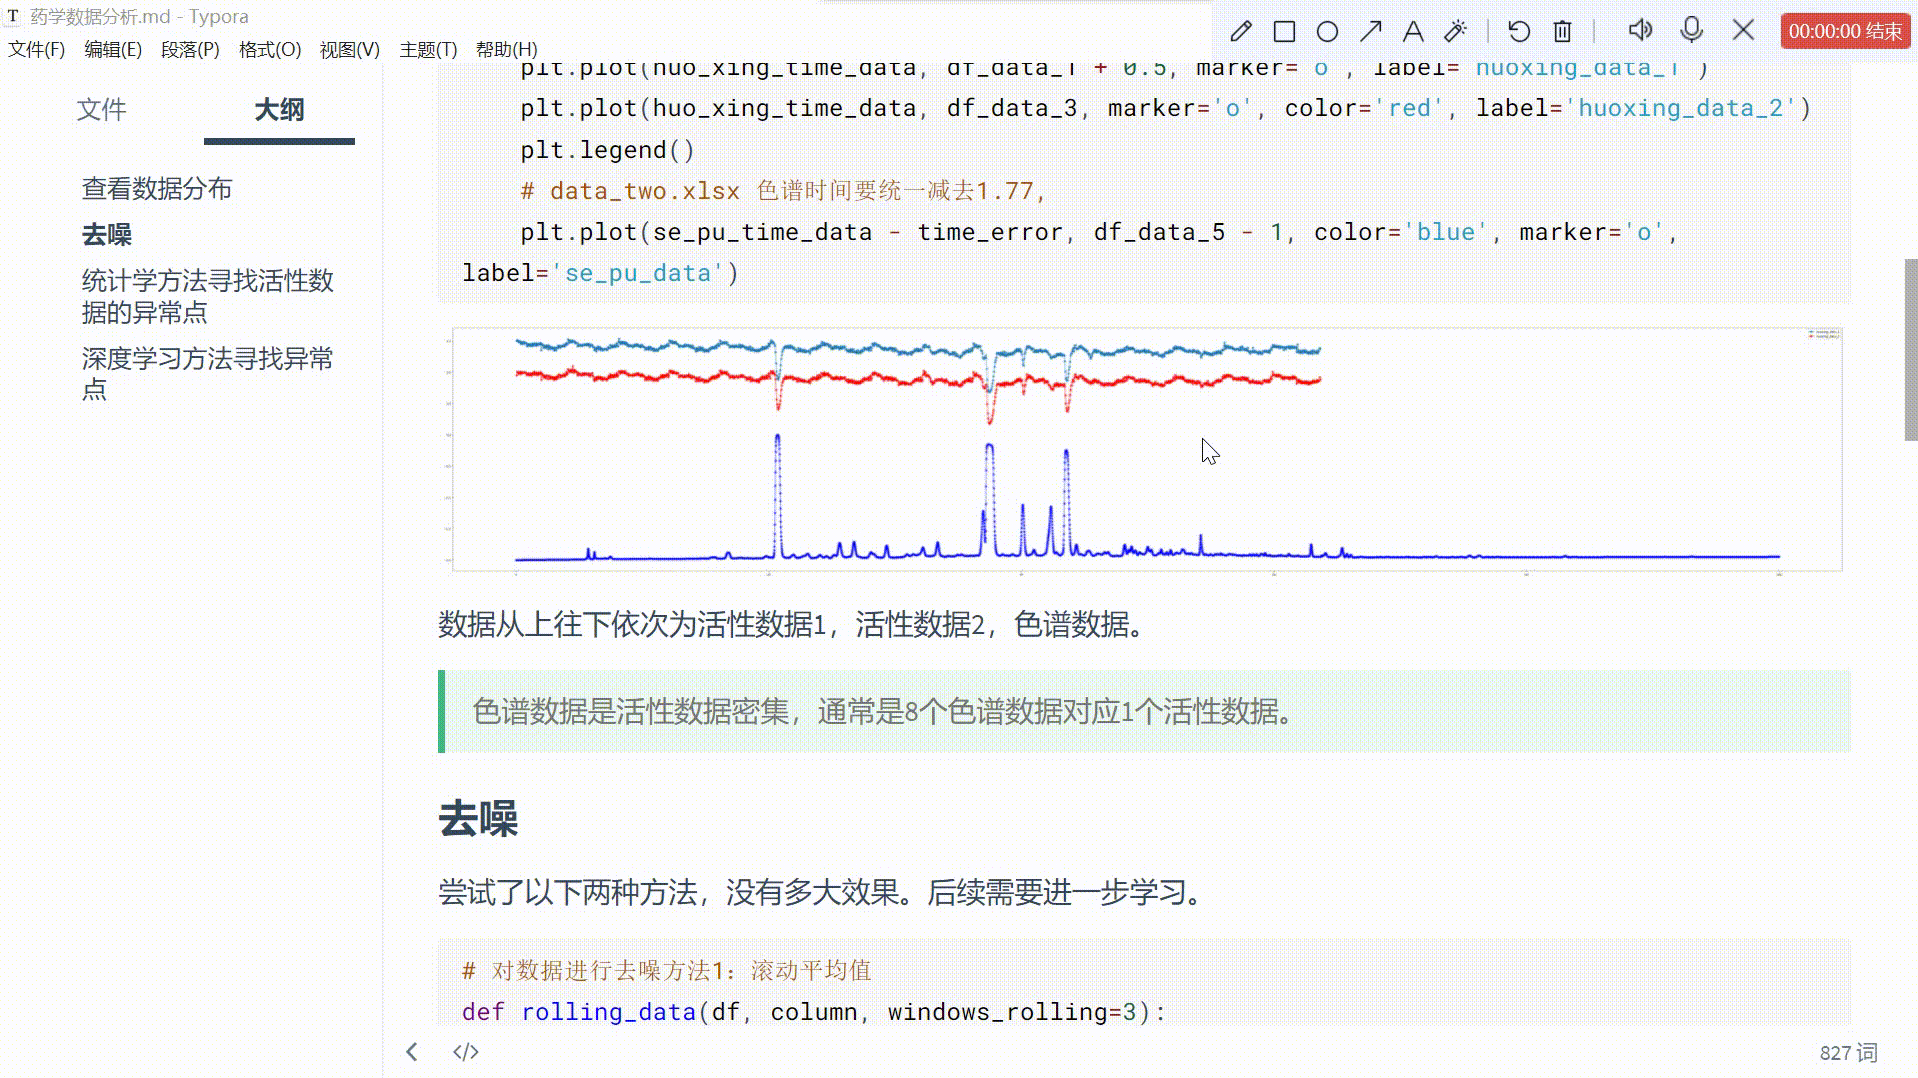 T 药学数据分析.md - Typora
00:00:00 结束
文件(F) 编辑(E) 段落(P) 格式(O) 视图(V) 主题(T) 帮助(H)
文件 大纲
查看数据分布
去噪
统计学方法寻找活性数
据的异常点
深度学习方法寻找异常
点
plt.plot(huo_xing_time_data, df_data_1 + 0.5, marker='o', label='huoxing_data_1')
plt.plot(huo_xing_time_data, df_data_3, marker='o', color='red', label='huoxing_data_2')
plt.legend()
# data_two.xlsx 色谱时间要统一减去1.77,
plt.plot(se_pu_time_data - time_error, df_data_5 - 1, color='blue', marker='o',
label='se_pu_data')
数据从上往下依次为活性数据1，活性数据2，色谱数据。
色谱数据是活性数据密集，通常是8个色谱数据对应1个活性数据。
去噪
尝试了以下两种方法，没有多大效果。后续需要进一步学习。
# 对数据进行去噪方法1：滚动平均值
def rolling_data(df, column, windows_rolling=3):
827 词